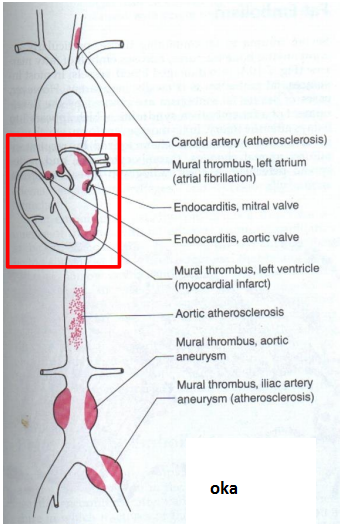 Carotid artery (atherosclerosis)
Mural thrombus, left atrium
(atrial fibrillation)
Endocarditis, mitral valve
Endocarditis, aortic valve
Mural thrombus, left ventricle
(myocardial infarct)
Aortic atherosclerosis
Mural thrombus, aortic
aneurysm
Mural thrombus, iliac artery
aneurysm (atherosclerosis)
oka